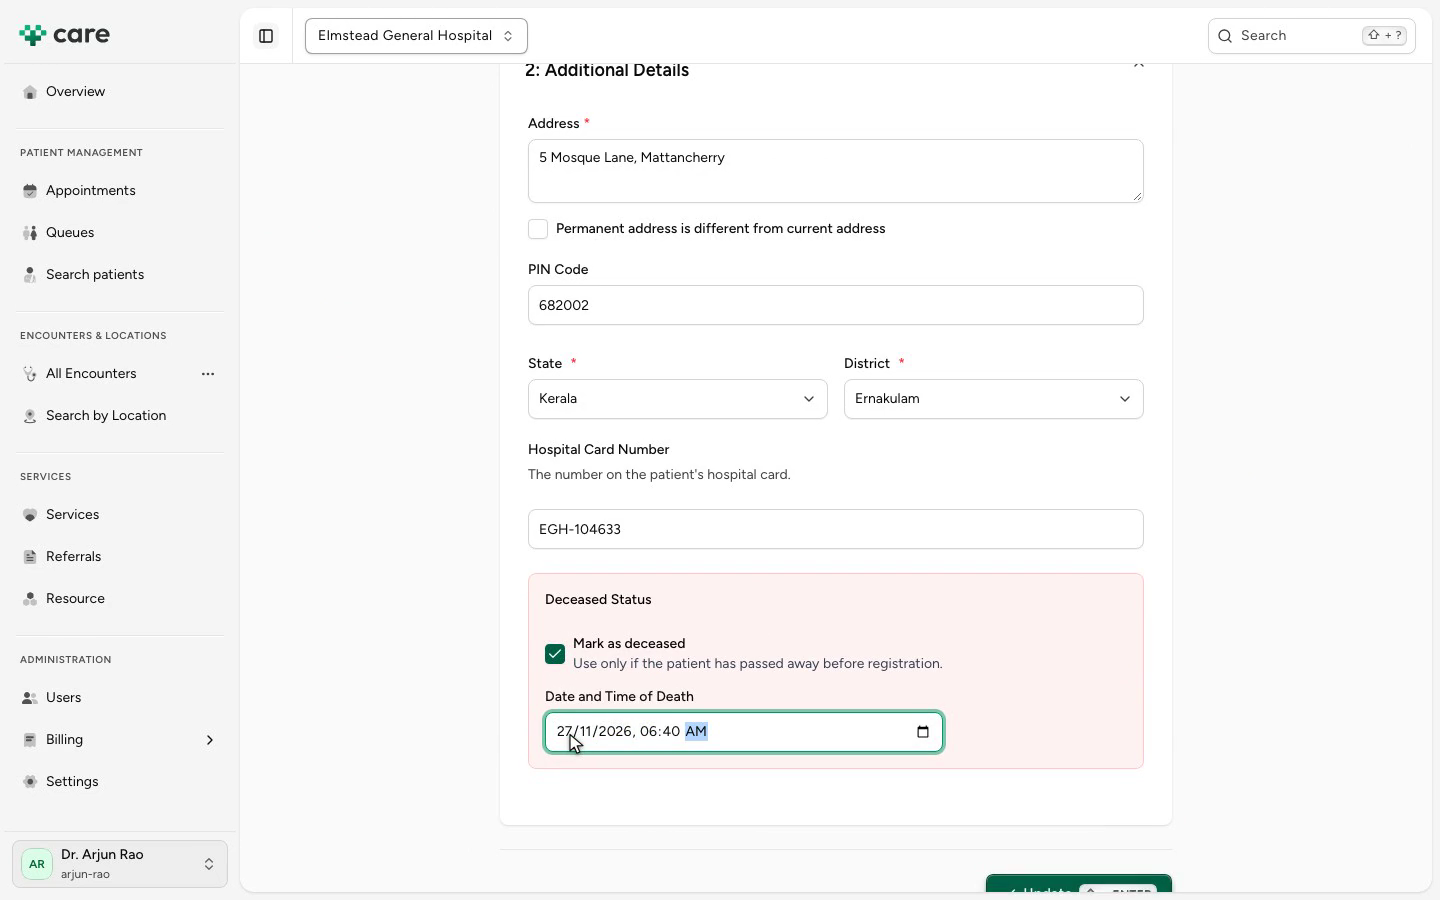 care
Elmstead General Hospital
Search
+ ?
Overview
PATIENT MANAGEMENT
Appointments
Queues
Search patients
ENCOUNTERS & LOCATIONS
All Encounters
Search by Location
SERVICES
Services
Referrals
Resource
ADMINISTRATION
Users
Billing
Settings
AR
Dr. Arjun Rao
arjun-rao
2: Additional Details
Address *
5 Mosque Lane, Mattancherry
Permanent address is different from current address
PIN Code
682002
State *
District *
Kerala
Ernakulam
Hospital Card Number
The number on the patient's hospital card.
EGH-104633
Deceased Status
Mark as deceased
Use only if the patient has passed away before registration.
Date and Time of Death
27/11/2026, 06:40 AM
Update ENTER